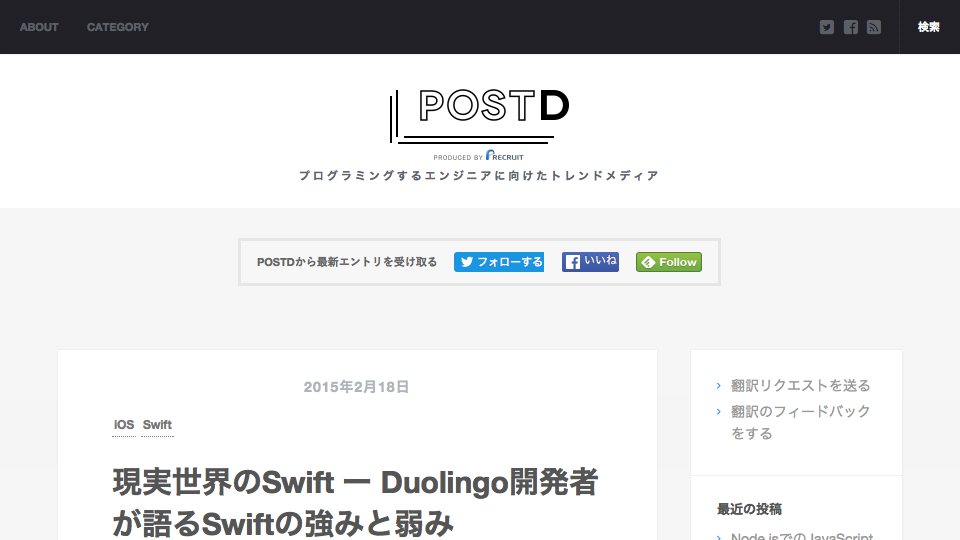 ABOUT CATEGORY 検索
POSTD
PRODUCED BY RECRUIT
プログラミングするエンジニアに向けたトレンドメディア
POSTDから最新エントリを受け取る フォローする いいね Follow
2015年2月18日
iOS Swift
現実世界のSwift ー Duolingo開発者
が語るSwiftの強みと弱み
翻訳リクエストを送る
翻訳のフィードバック
をする
最近の投稿
Node.jsでのJavaScript